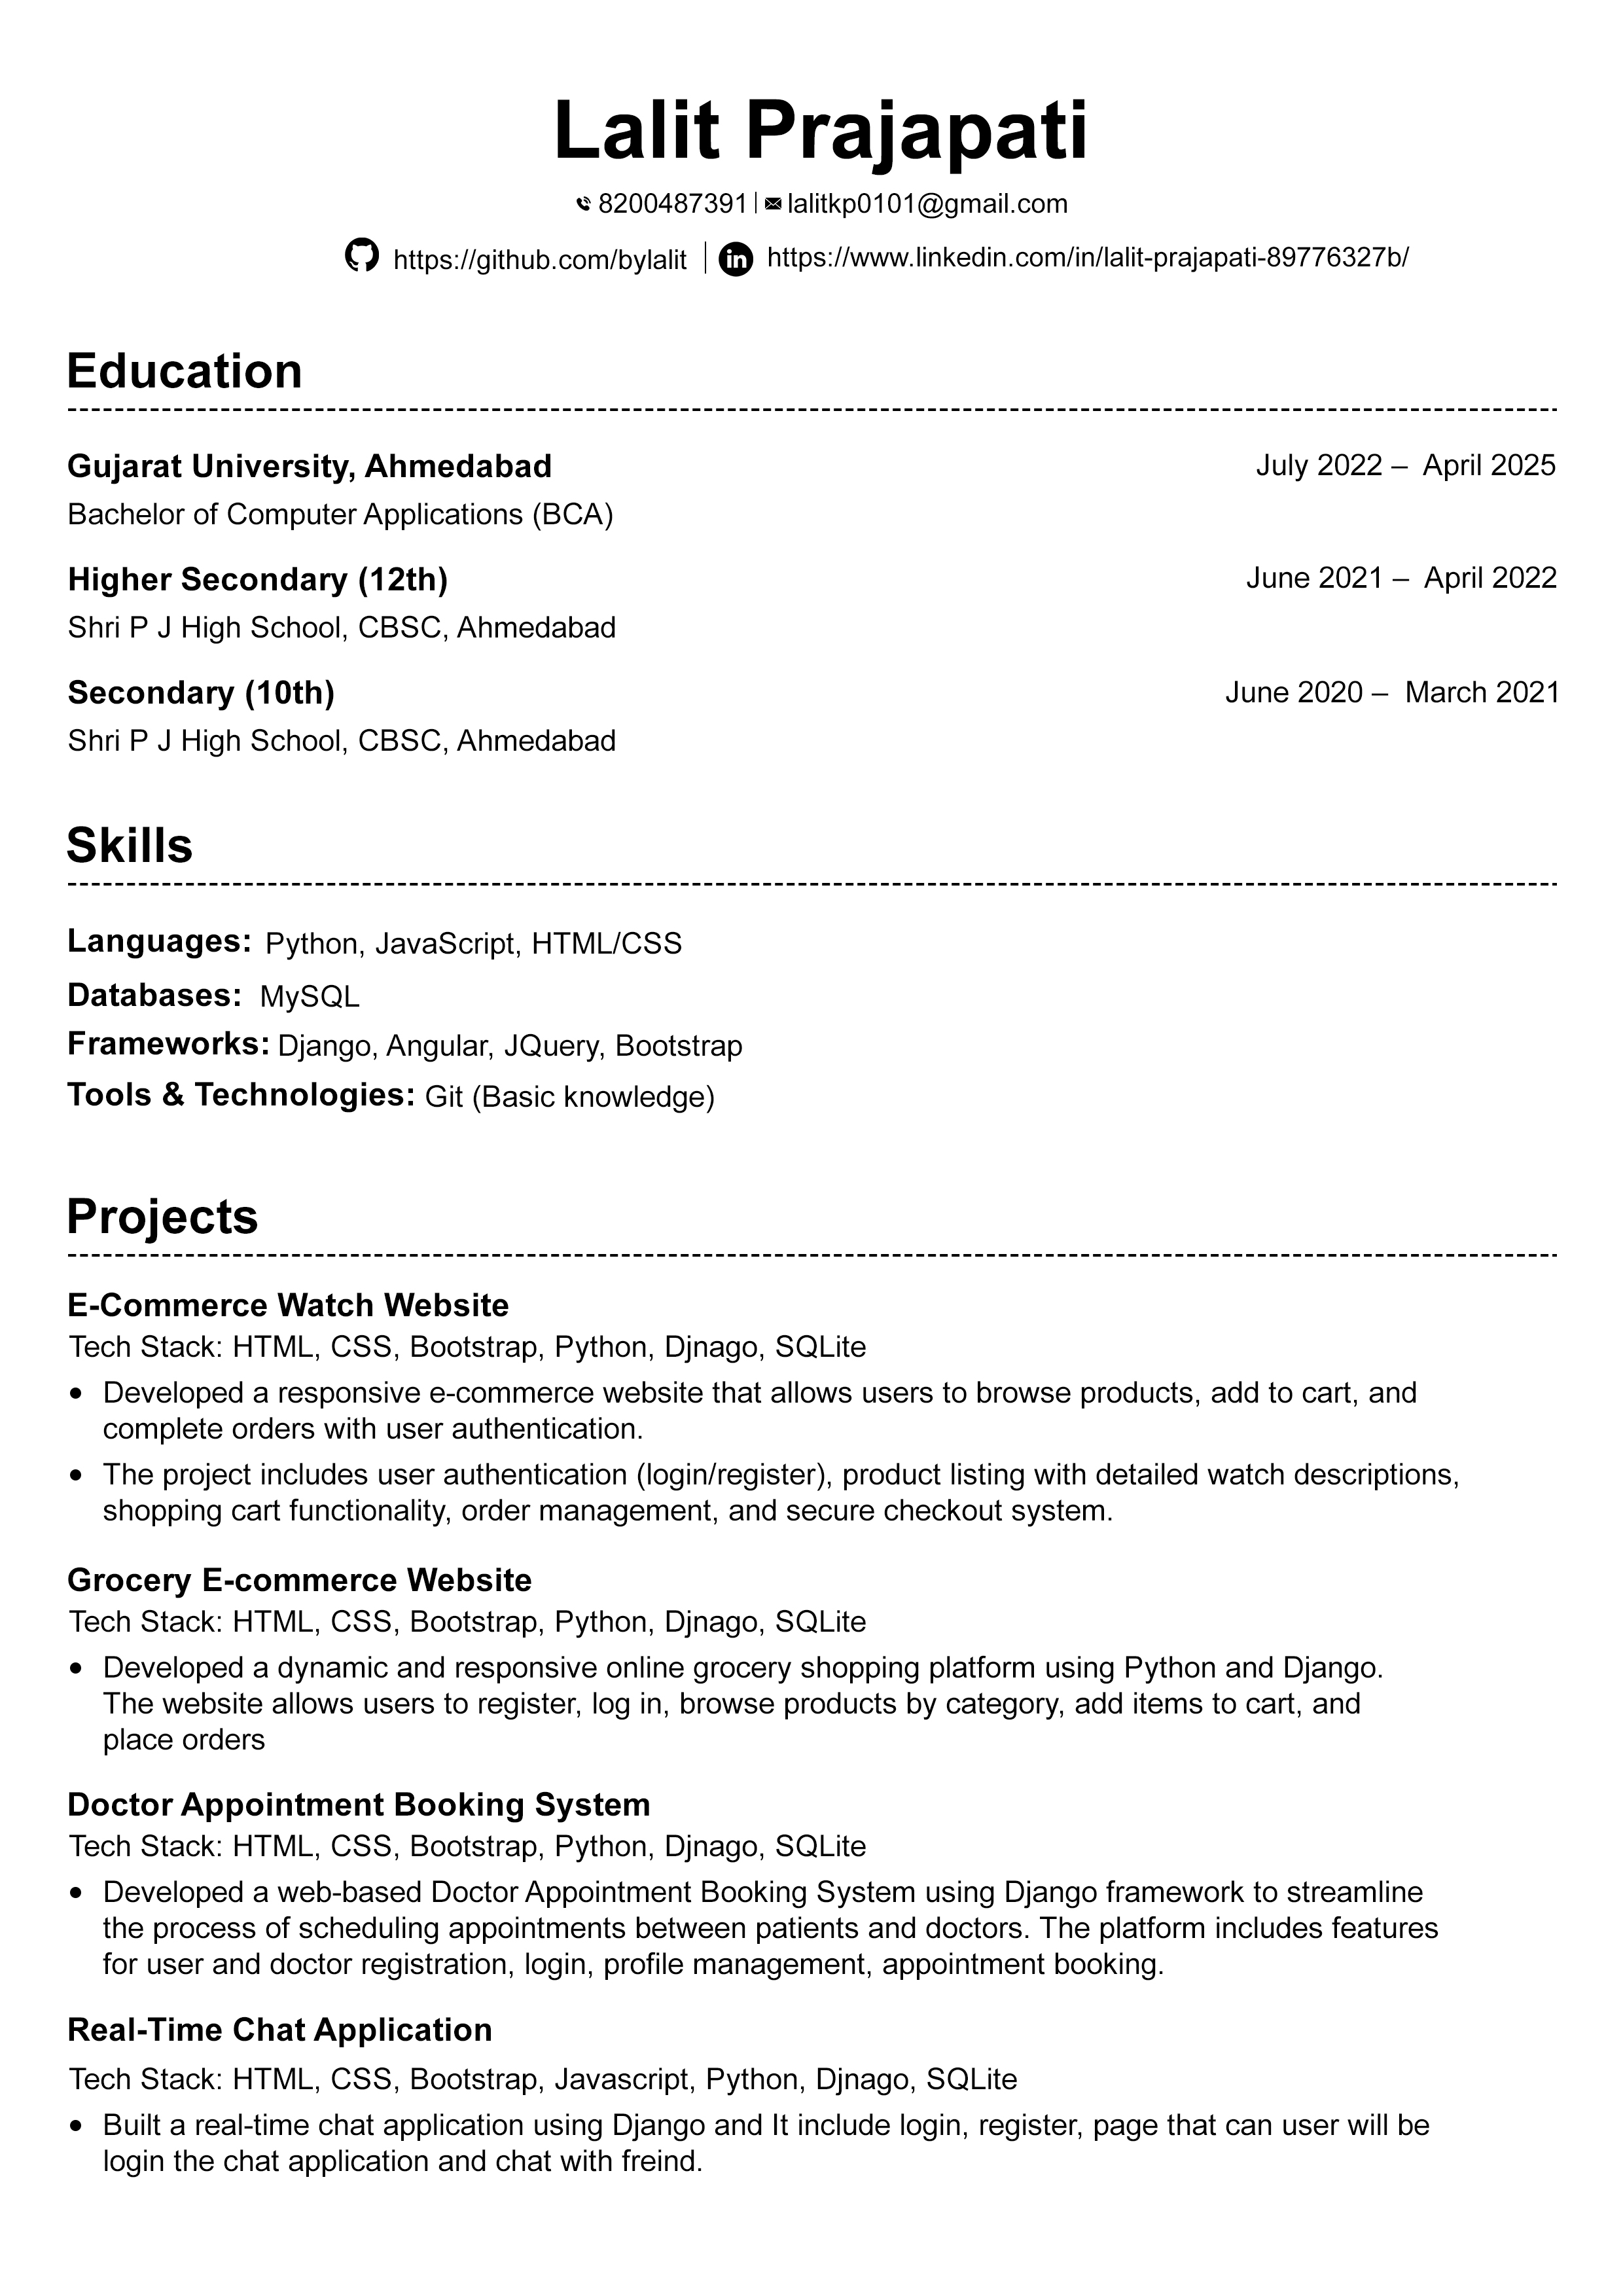 Lalit Prajapati
8200487391 | lalitkp0101@gmail.com
https://github.com/bylalit | in https://www.linkedin.com/in/lalit-prajapati-89776327b/
Education
Gujarat University, Ahmedabad July 2022 – April 2025
Bachelor of Computer Applications (BCA)
Higher Secondary (12th) June 2021 – April 2022
Shri P J High School, CBSC, Ahmedabad
Secondary (10th) June 2020 – March 2021
Shri P J High School, CBSC, Ahmedabad
Skills
Languages: Python, JavaScript, HTML/CSS
Databases: MySQL
Frameworks: Django, Angular, JQuery, Bootstrap
Tools & Technologies: Git (Basic knowledge)
Projects
E-Commerce Watch Website
Tech Stack: HTML, CSS, Bootstrap, Python, Djnago, SQLite
• Developed a responsive e-commerce website that allows users to browse products, add to cart, and
complete orders with user authentication.
• The project includes user authentication (login/register), product listing with detailed watch descriptions,
shopping cart functionality, order management, and secure checkout system.
Grocery E-commerce Website
Tech Stack: HTML, CSS, Bootstrap, Python, Djnago, SQLite
• Developed a dynamic and responsive online grocery shopping platform using Python and Django.
The website allows users to register, log in, browse products by category, add items to cart, and
place orders
Doctor Appointment Booking System
Tech Stack: HTML, CSS, Bootstrap, Python, Djnago, SQLite
• Developed a web-based Doctor Appointment Booking System using Django framework to streamline
the process of scheduling appointments between patients and doctors. The platform includes features
for user and doctor registration, login, profile management, appointment booking.
Real-Time Chat Application
Tech Stack: HTML, CSS, Bootstrap, Javascript, Python, Djnago, SQLite
• Built a real-time chat application using Django and It include login, register, page that can user will be
login the chat application and chat with freind.